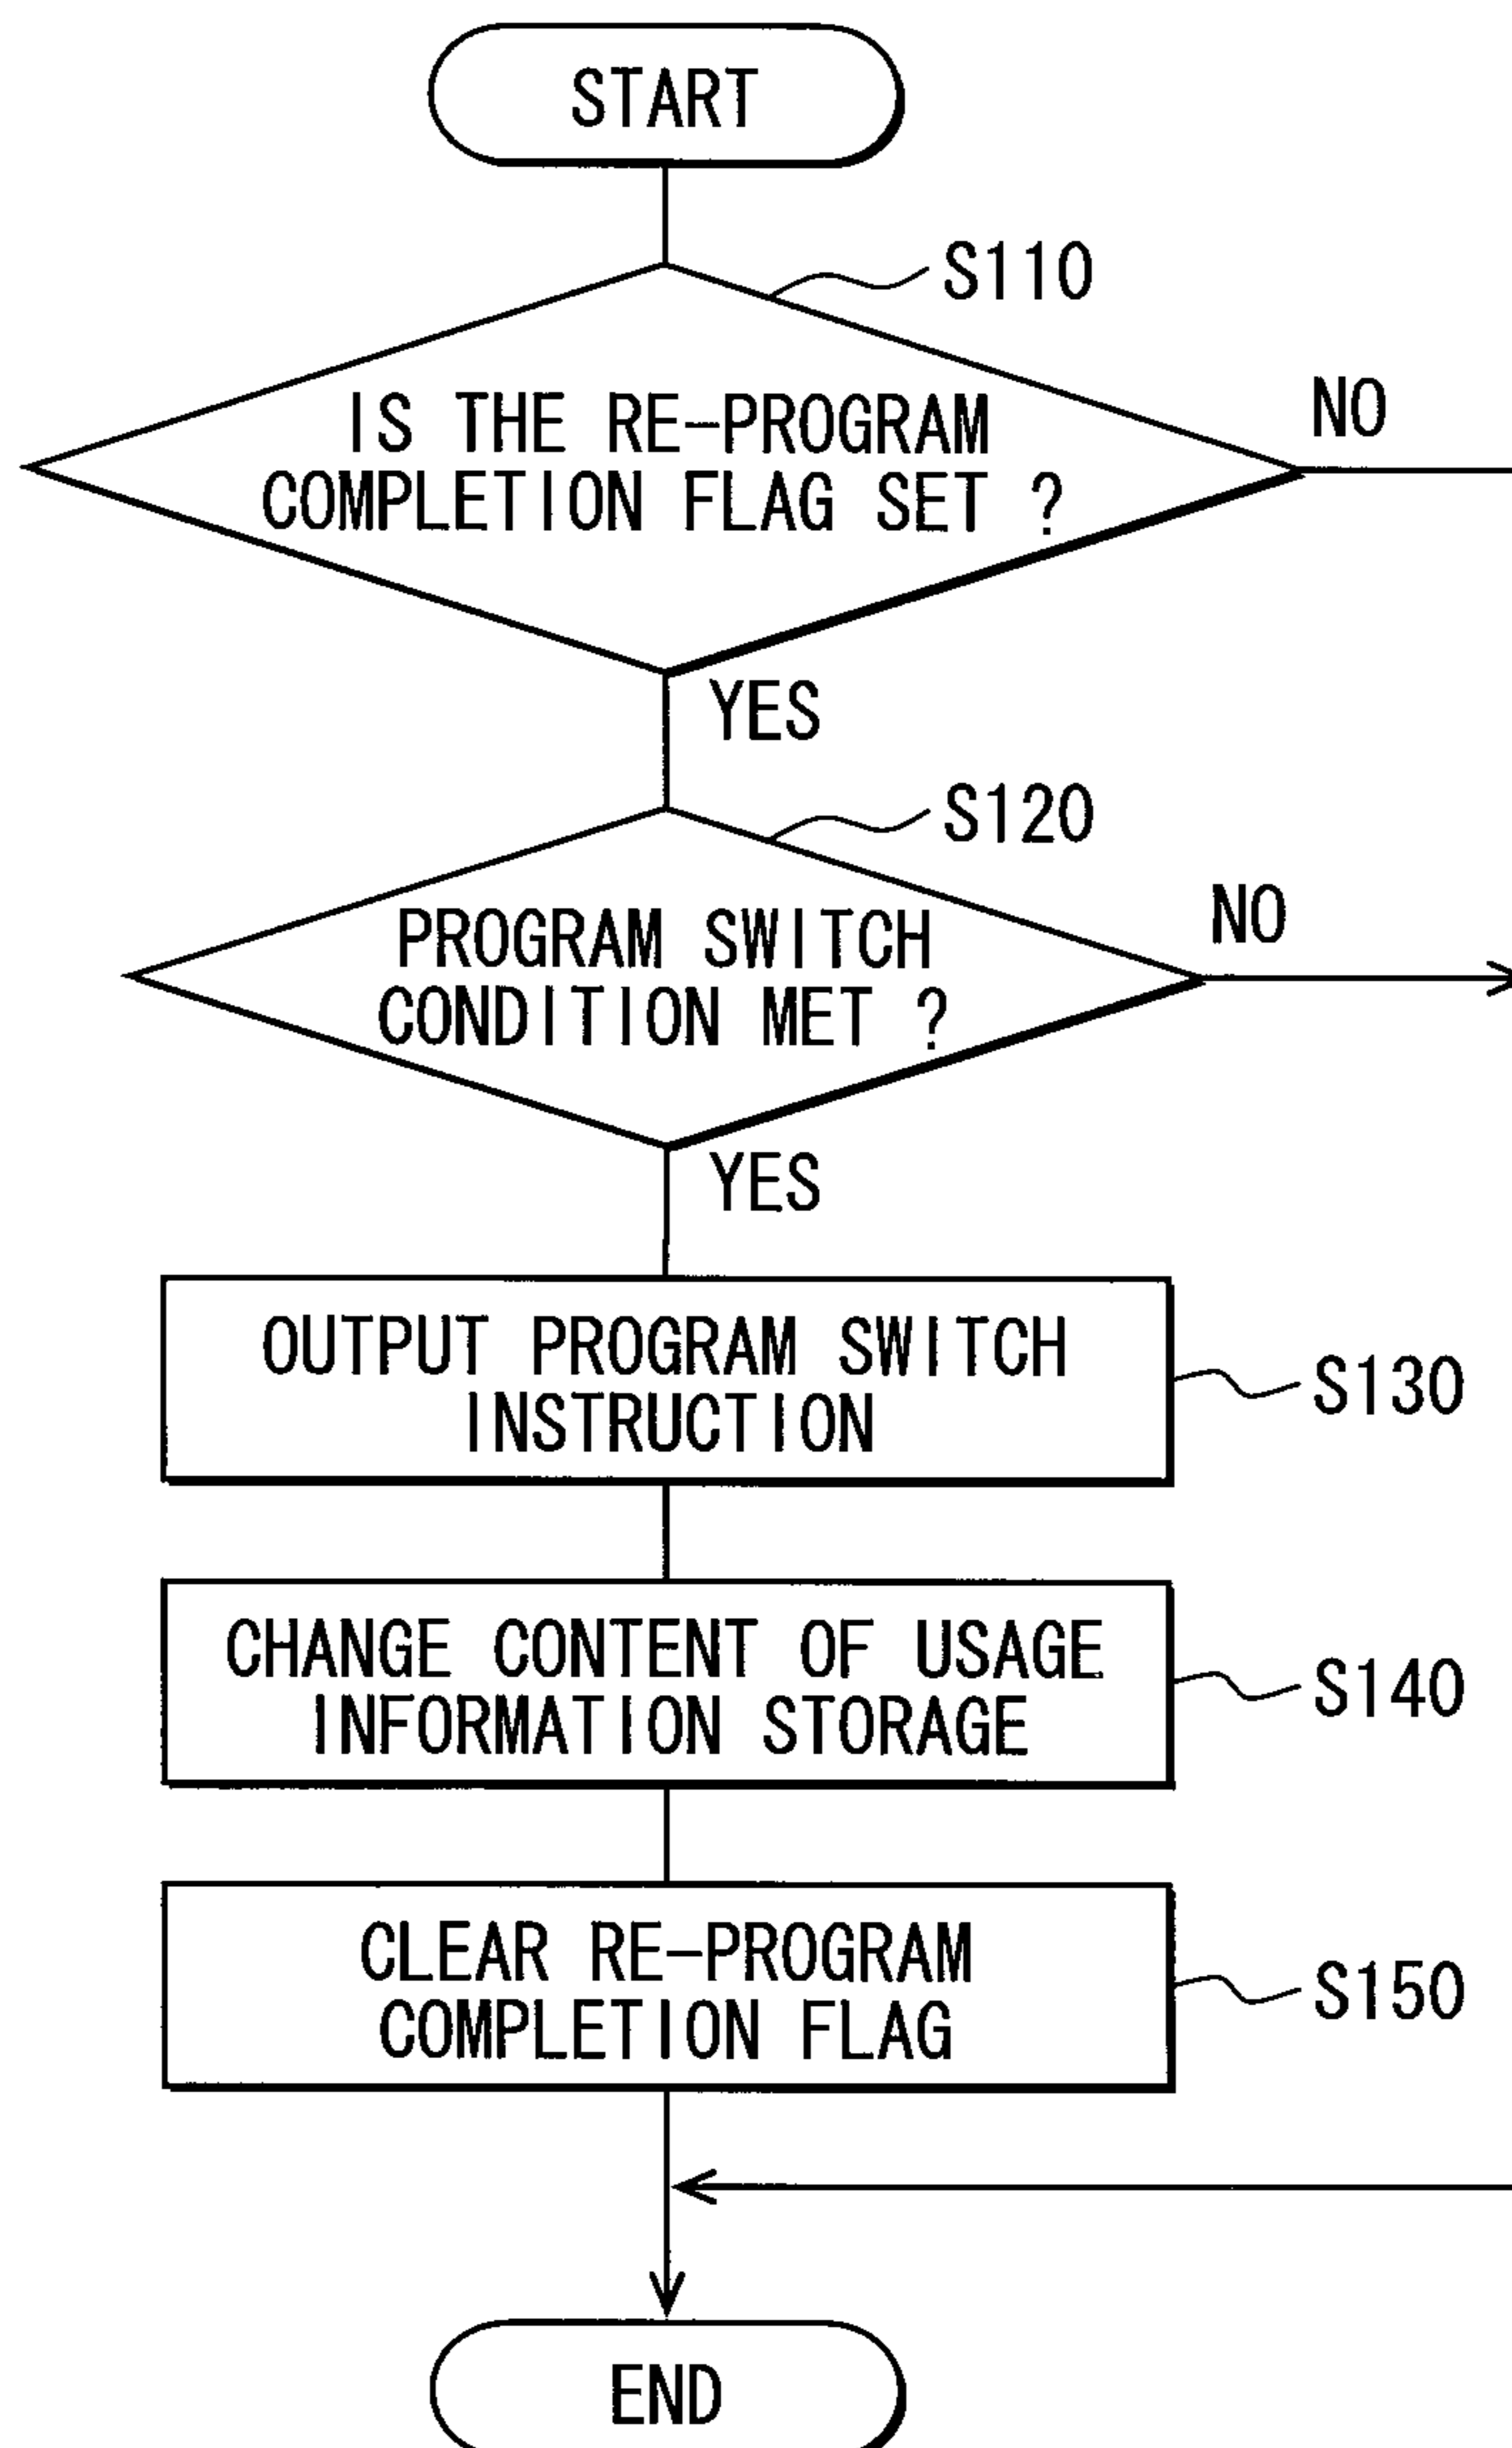 START
S110
IS THE RE-PROGRAM
COMPLETION FLAG SET ?
NO
YES
S120
PROGRAM SWITCH
CONDITION MET ?
NO
YES
OUTPUT PROGRAM SWITCH
INSTRUCTION
S130
CHANGE CONTENT OF USAGE
INFORMATION STORAGE
S140
CLEAR RE-PROGRAM
COMPLETION FLAG
S150
END